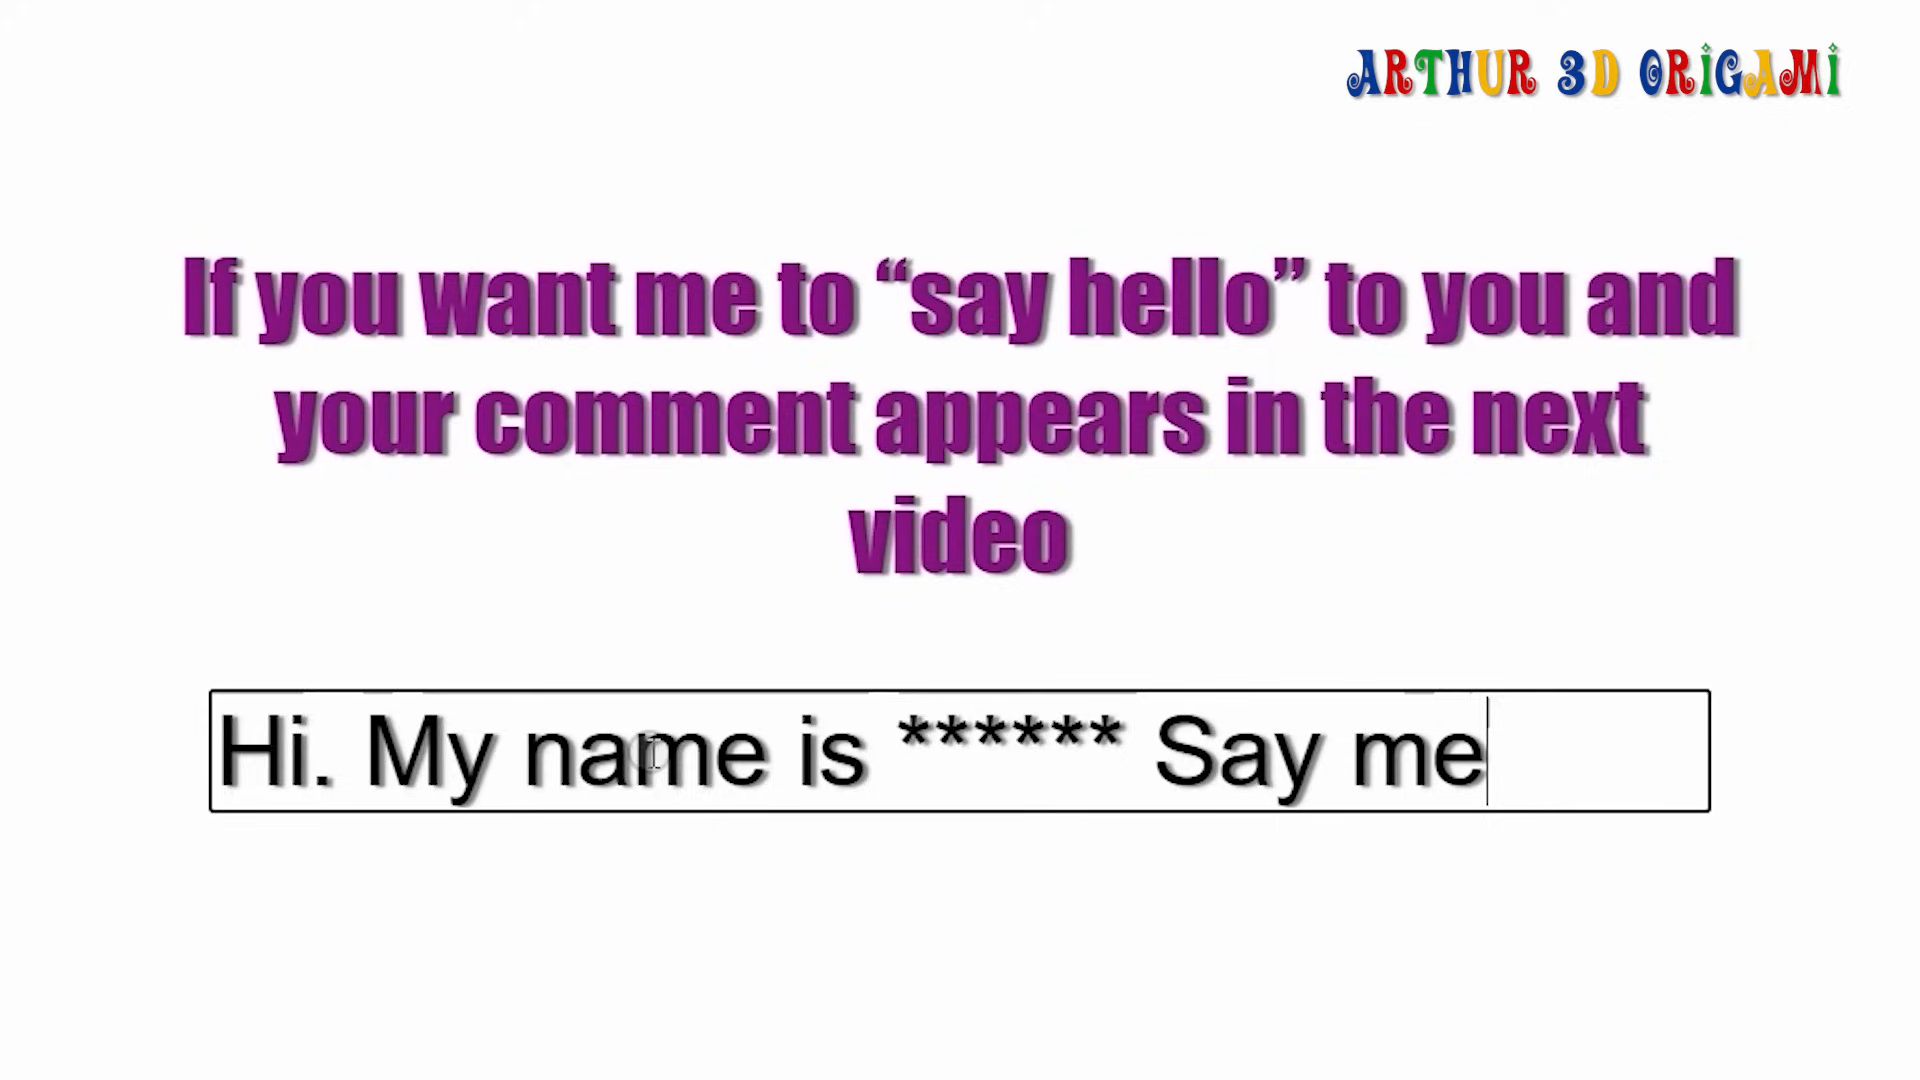 ARTHUR 3D ORiGAMi
If you want me to “say hello” to you and
your comment appears in the next
video
Hi. My name is ****** Say me